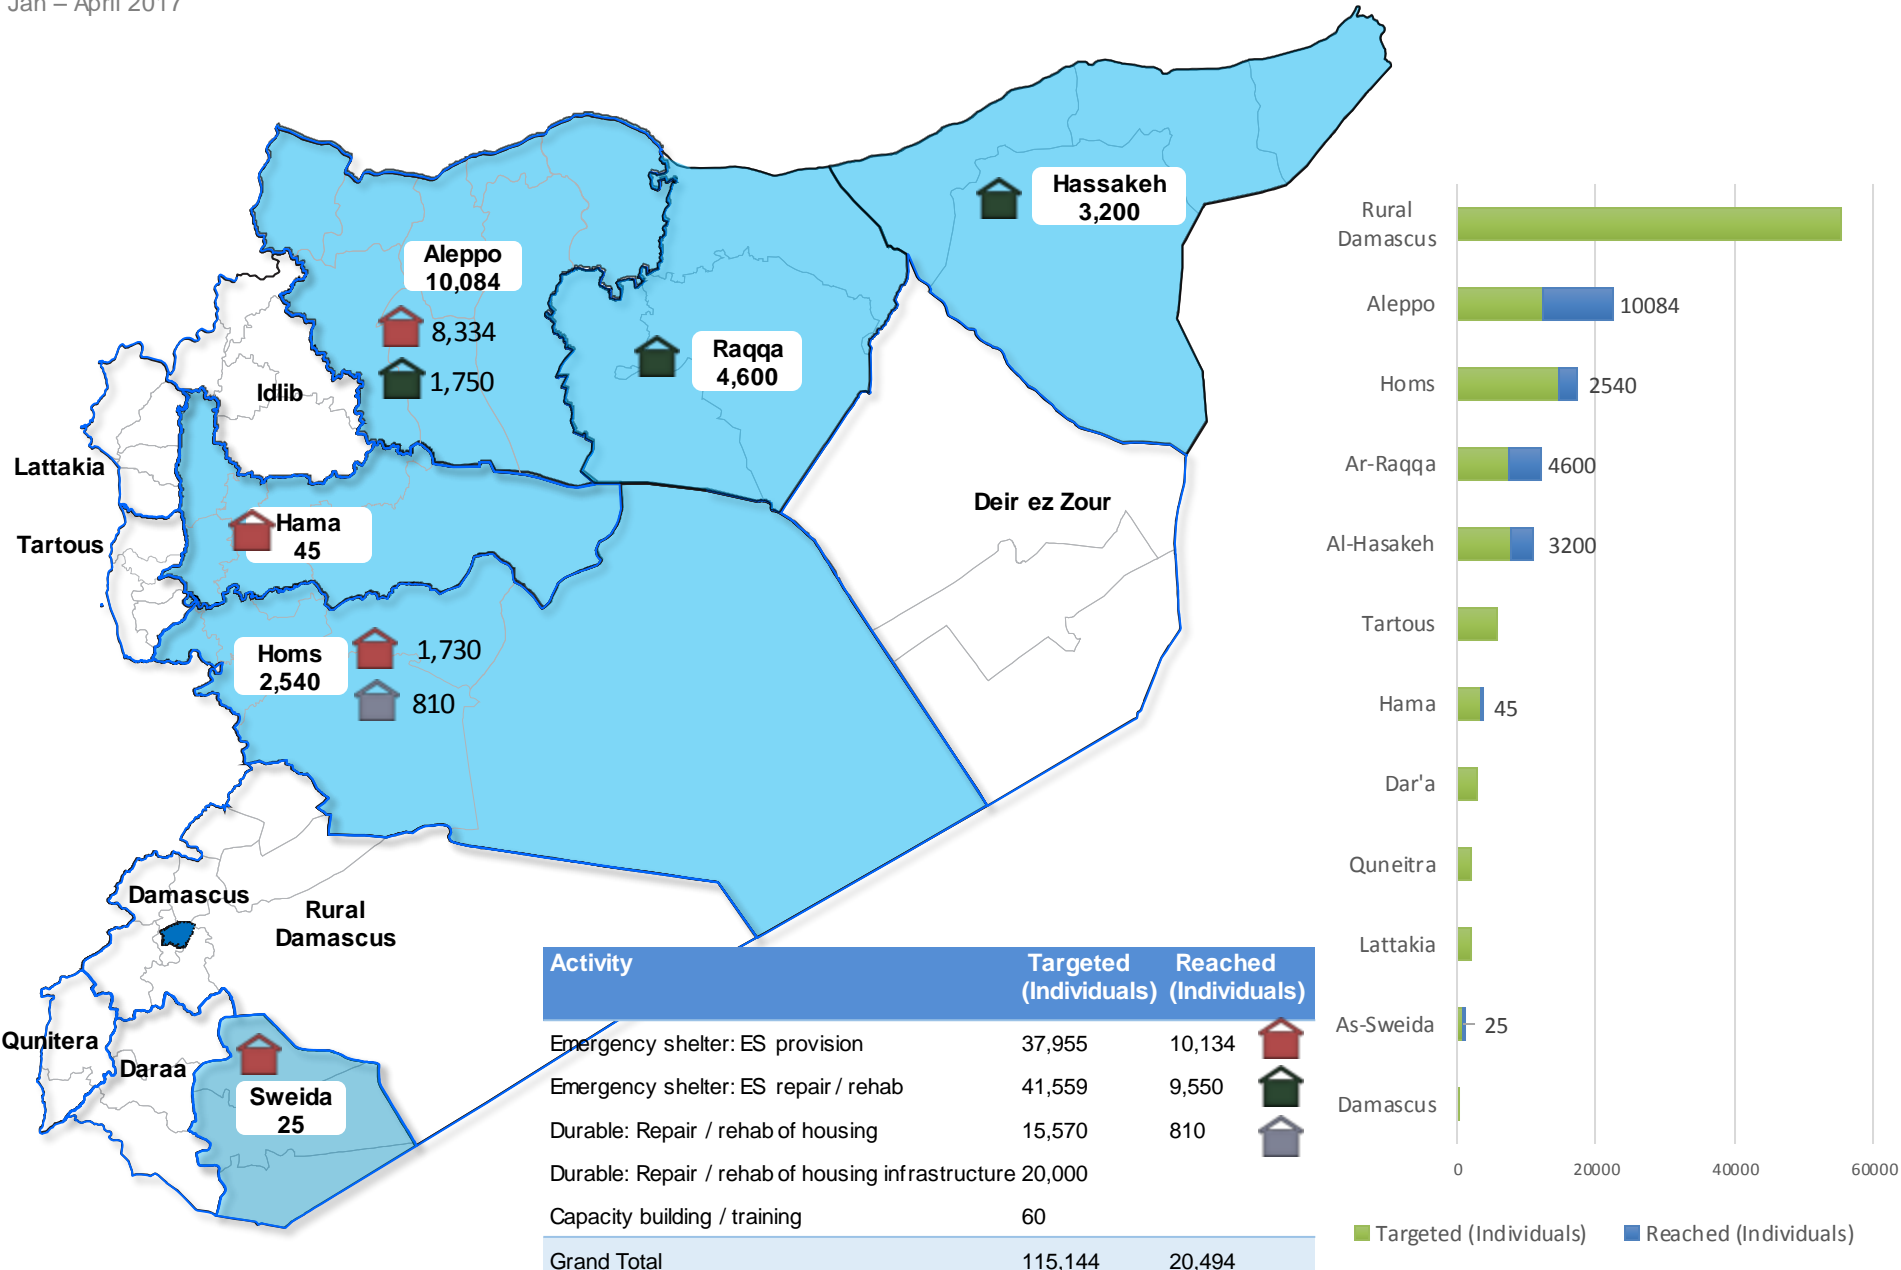 Jan – April 2017
Hassakeh
3,200
Aleppo
10,084
8,334
1,750
Raqqa
4,600
Idlib
Lattakia
Tartous
Hama
45
Deir ez Zour
Homs
2,540
1,730
810
Damascus
Rural
Damascus
Qunitera
Daraa
Sweida
25
Activity Targeted (Individuals) Reached (Individuals)
Emergency shelter: ES provision 37,955 10,134
Emergency shelter: ES repair / rehab 41,559 9,550
Durable: Repair / rehab of housing 15,570 810
Durable: Repair / rehab of housing infrastructure 20,000
Capacity building / training 60
Grand Total 115,144 20,494
Rural
Damascus
Aleppo 10084
Homs 2540
Ar-Raqqa 4600
Al-Hasakeh 3200
Tartous
Hama 45
Dar'a
Quneitra
Lattakia
As-Sweida 25
Damascus
0 20000 40000 60000
Targeted (Individuals) Reached (Individuals)